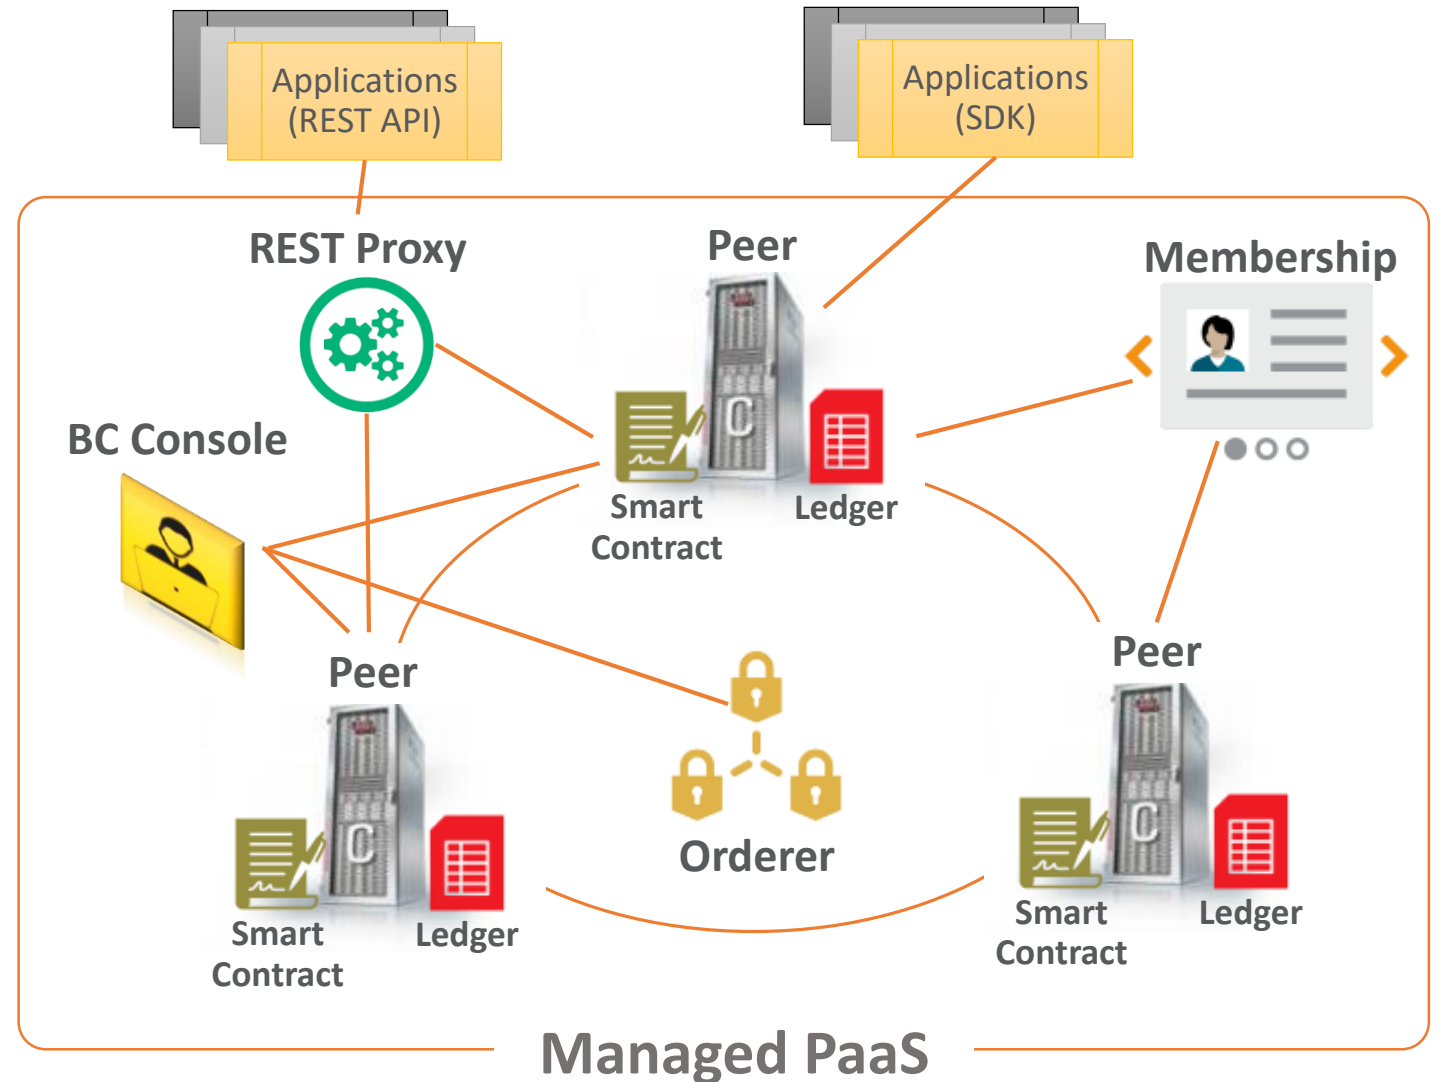 Applications
(REST API)
Applications
(SDK)
REST Proxy
Peer
Membership
BC Console
Smart
Contract
Ledger
Peer
Peer
Orderer
Smart
Contract
Ledger
Smart
Contract
Ledger
Managed PaaS